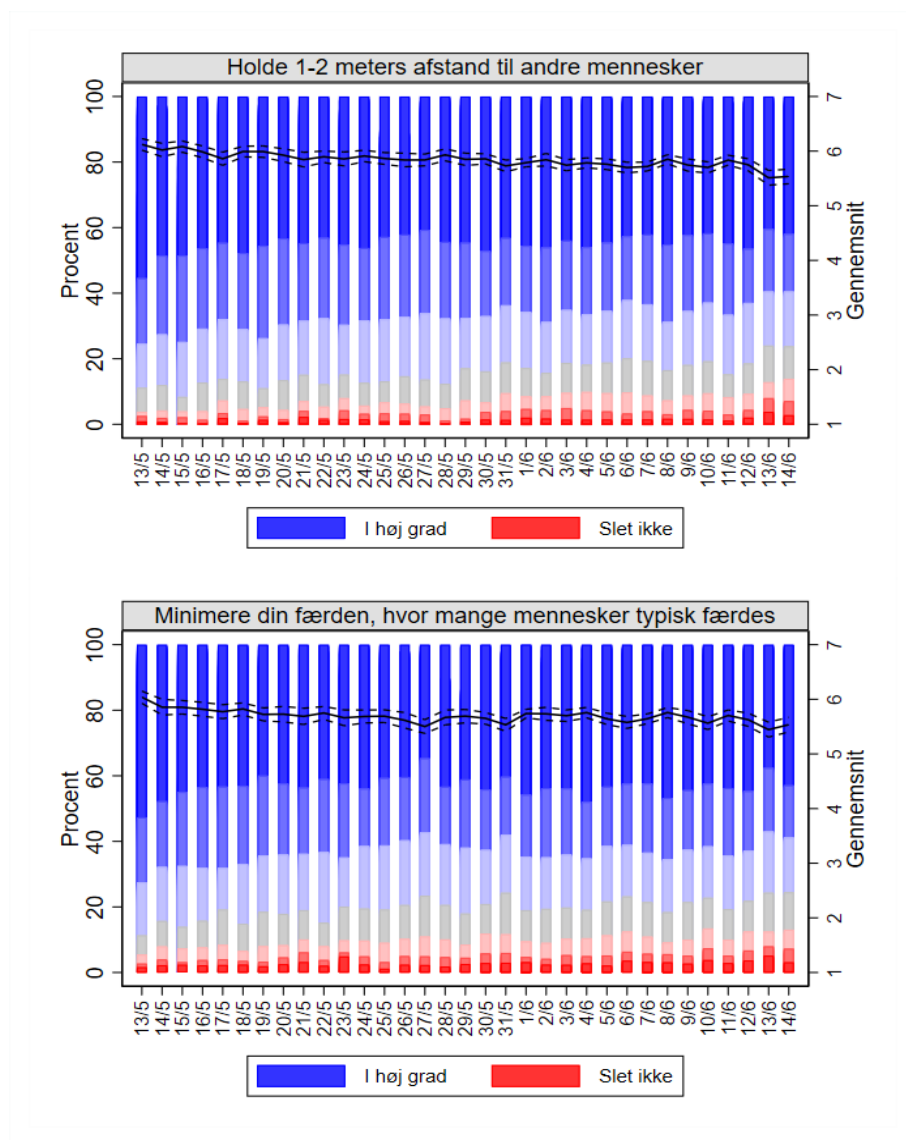 Holde 1-2 meters afstand til andre mennesker
100
80
60
40
20
0
Procent
7
6
5
4
3
2
1
Gennemsnit
13/5 14/5 15/5 16/5 17/5 18/5 19/5 20/5 21/5 22/5 23/5 24/5 25/5 26/5 27/5 28/5 29/5 30/5 31/5 1/6 2/6 3/6 4/6 5/6 6/6 7/6 8/6 9/6 10/6 11/6 12/6 13/6 14/6
I høj grad Slet ikke
Minimere din færden, hvor mange mennesker typisk færdes
100
80
60
40
20
0
Procent
7
6
5
4
3
2
1
Gennemsnit
13/5 14/5 15/5 16/5 17/5 18/5 19/5 20/5 21/5 22/5 23/5 24/5 25/5 26/5 27/5 28/5 29/5 30/5 31/5 1/6 2/6 3/6 4/6 5/6 6/6 7/6 8/6 9/6 10/6 11/6 12/6 13/6 14/6
I høj grad Slet ikke